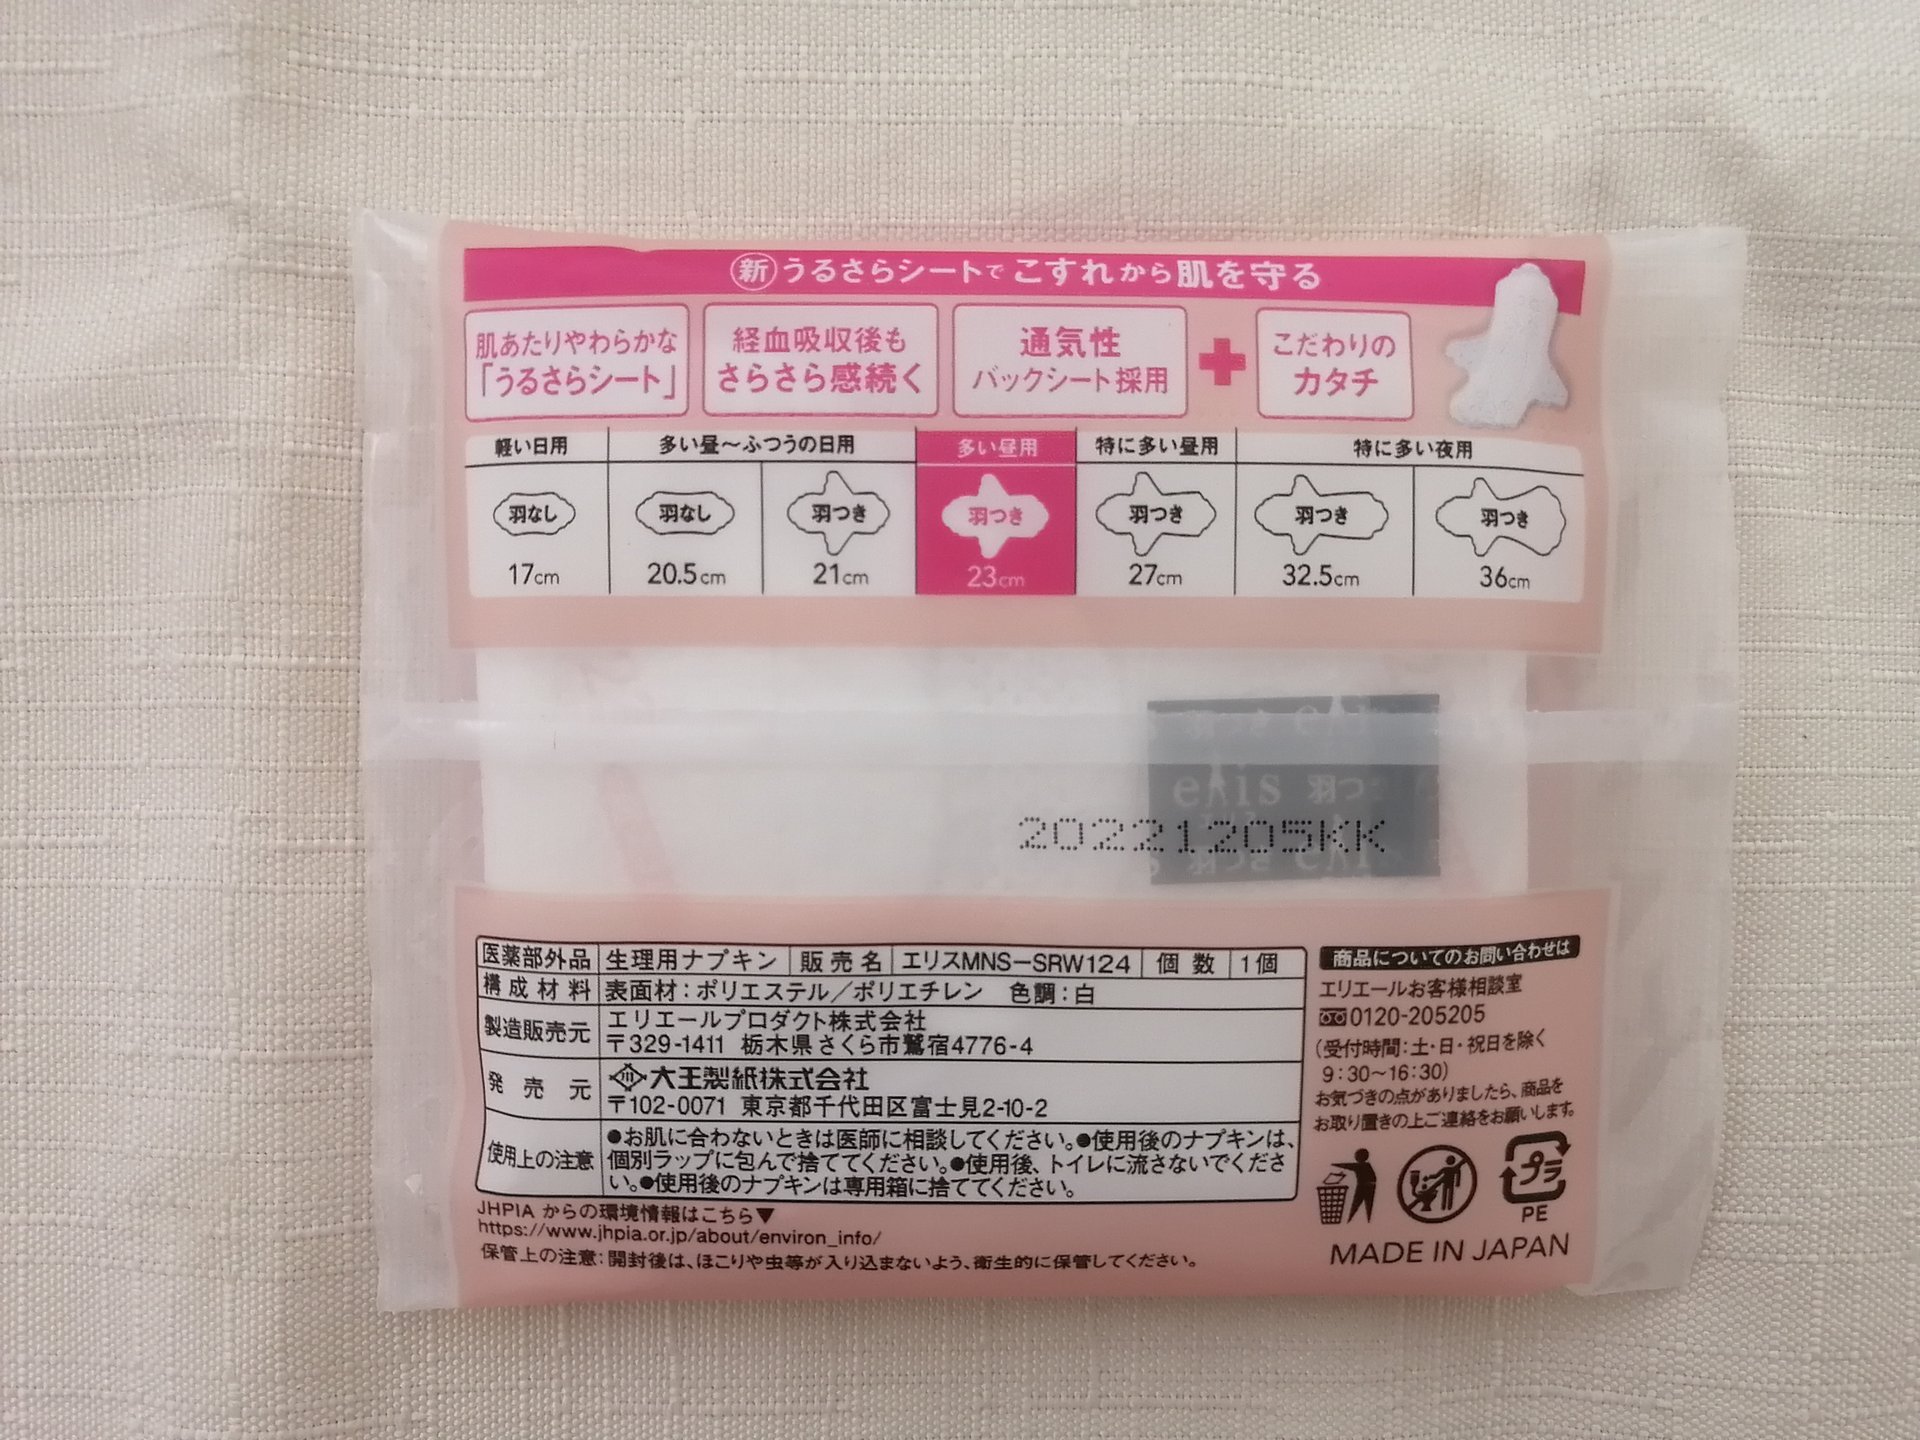 新 うるさらシートで こすれから肌を守る
肌あたりやわらかな
「うるさらシート」
経血吸収後も
さらさら感続く
通気性
バックシート採用
こだわりの
カタチ
軽い日用 多い昼～ふつうの日用 多い昼用 特に多い昼用 特に多い夜用
羽なし 羽なし 羽つき 羽つき 羽つき 羽つき 羽つき
17cm 20.5cm 21cm 23cm 27cm 32.5cm 36cm
羽つき
elis 羽つ
20221205KK
羽つき
医薬部外品 生理用ナプキン 販売名 エリスMNS-SRW124 個数 1個
構成材料 表面材：ポリエステル／ポリエチレン 色調：白
製造販売元 エリエールプロダクト株式会社
〒329-1411 栃木県さくら市鷲宿4776-4
発売元 大王製紙株式会社
〒102-0071 東京都千代田区富士見2-10-2
使用上の注意 ●お肌に合わないときは医師に相談してください。●使用後のナプキンは、
個別ラップに包んで捨ててください。●使用後、トイレに流さないでくださ
い。●使用後のナプキンは専用箱に捨ててください。
JHPIA からの環境情報はこちら▼
https://www.jhpia.or.jp/about/environ_info/
保管上の注意：開封後は、ほこりや虫等が入り込まないよう、衛生的に保管してください。
商品についてのお問い合わせは
エリエールお客様相談室
0120-205205
（受付時間：土・日・祝日を除く
9：30～16：30）
お気づきの点がありましたら、商品を
お取り置きの上ご連絡をお願いします。
プラ
PE
MADE IN JAPAN